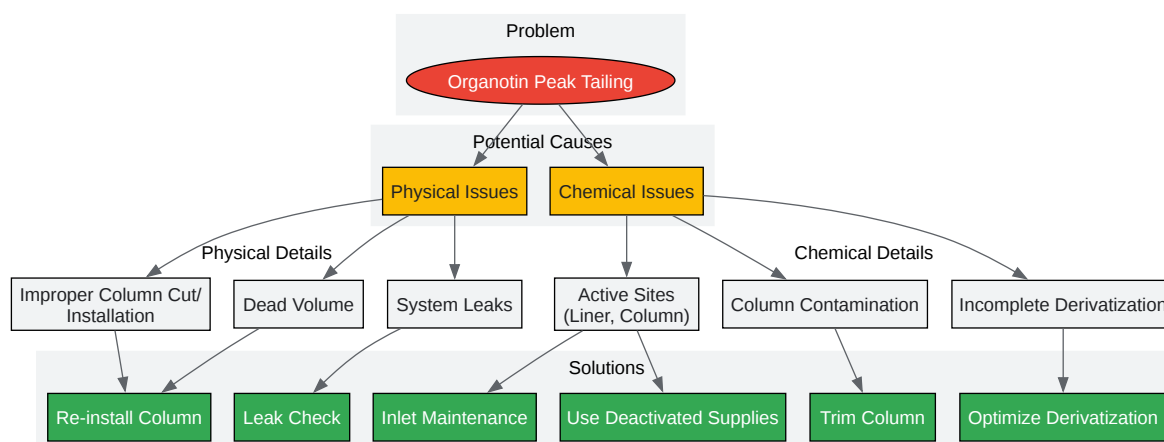 Problem
Organotin Peak Tailing
Potential Causes
Physical Issues
Chemical Issues
Physical Details
Chemical Details
Improper Column Cut/
Installation
Dead Volume
System Leaks
Active Sites
(Liner, Column)
Column Contamination
Incomplete Derivatization
Solutions
Re-install Column
Leak Check
Inlet Maintenance
Use Deactivated Supplies
Trim Column
Optimize Derivatization